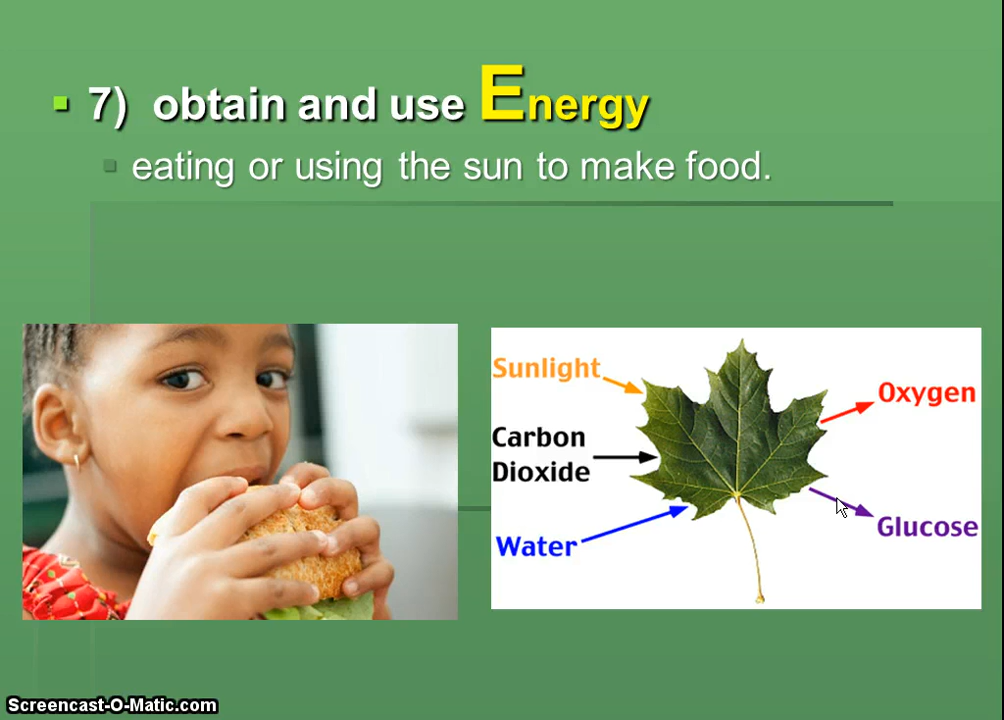 7) obtain and use Energy
eating or using the sun to make food.
Sunlight
Oxygen
Carbon
Dioxide
Glucose
Water
Screencast-O-Matic.com